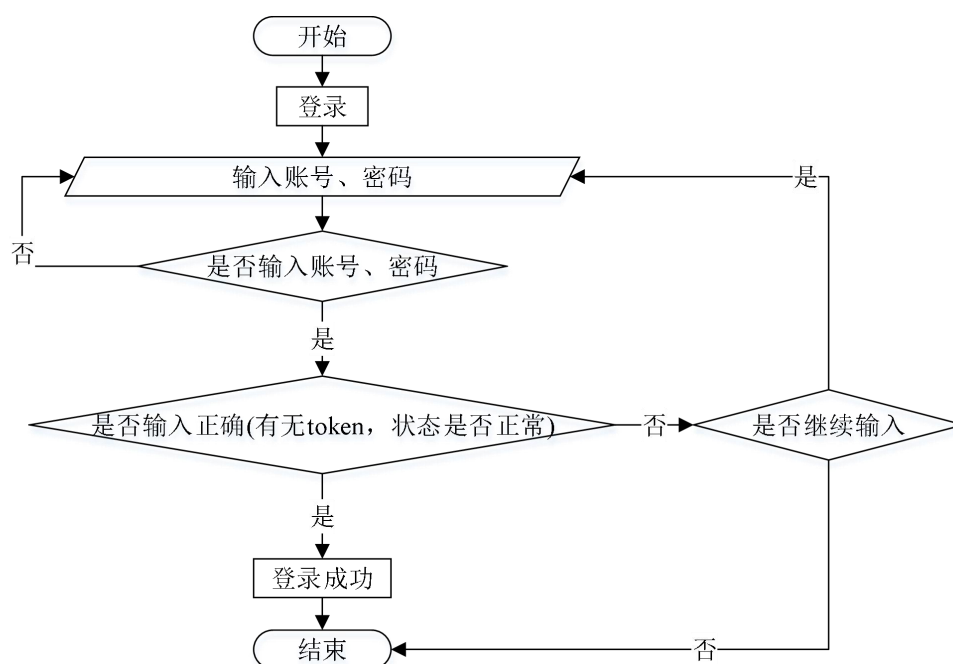 开始
登录
输入账号、密码
是
否
是否输入账号、密码
是
是否输入正确(有无token，状态是否正常)
否
是否继续输入
是
登录成功
结束
否